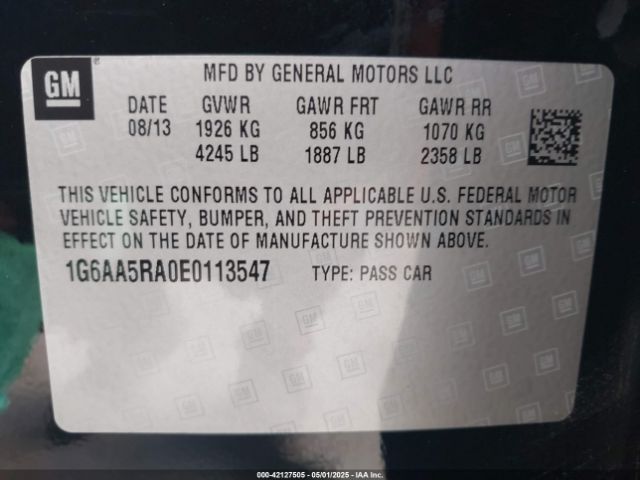 GM
MFD BY GENERAL MOTORS LLC
DATE GVWR GAWR FRT GAWR RR
08/13 1926 KG 856 KG 1070 KG
4245 LB 1887 LB 2358 LB
THIS VEHICLE CONFORMS TO ALL APPLICABLE U.S. FEDERAL MOTOR
VEHICLE SAFETY, BUMPER, AND THEFT PREVENTION STANDARDS IN
EFFECT ON THE DATE OF MANUFACTURE SHOWN ABOVE.
1G6AA5RA0E0113547 TYPE: PASS CAR
000-42127505 - 05/01/2025 - IAAI.COM